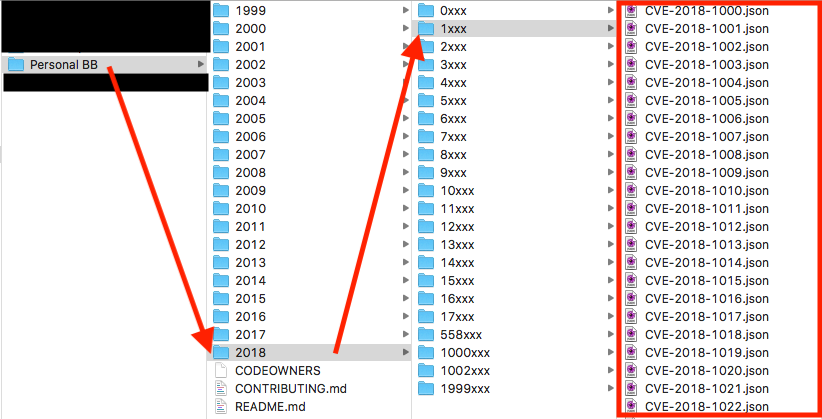 Personal BB
1999
2000
2001
2002
2003
2004
2005
2006
2007
2008
2009
2010
2011
2012
2013
2014
2015
2016
2017
2018
CODEOWNERS
CONTRIBUTING.md
README.md
0xxx
1xxx
2xxx
3xxx
4xxx
5xxx
6xxx
7xxx
8xxx
9xxx
10xxx
11xxx
12xxx
13xxx
14xxx
15xxx
16xxx
17xxx
558xxx
1000xxx
1002xxx
1999xxx
CVE-2018-1000.json
CVE-2018-1001.json
CVE-2018-1002.json
CVE-2018-1003.json
CVE-2018-1004.json
CVE-2018-1005.json
CVE-2018-1006.json
CVE-2018-1007.json
CVE-2018-1008.json
CVE-2018-1009.json
CVE-2018-1010.json
CVE-2018-1011.json
CVE-2018-1012.json
CVE-2018-1013.json
CVE-2018-1014.json
CVE-2018-1015.json
CVE-2018-1016.json
CVE-2018-1017.json
CVE-2018-1018.json
CVE-2018-1019.json
CVE-2018-1020.json
CVE-2018-1021.json
CVE-2018-1022.json